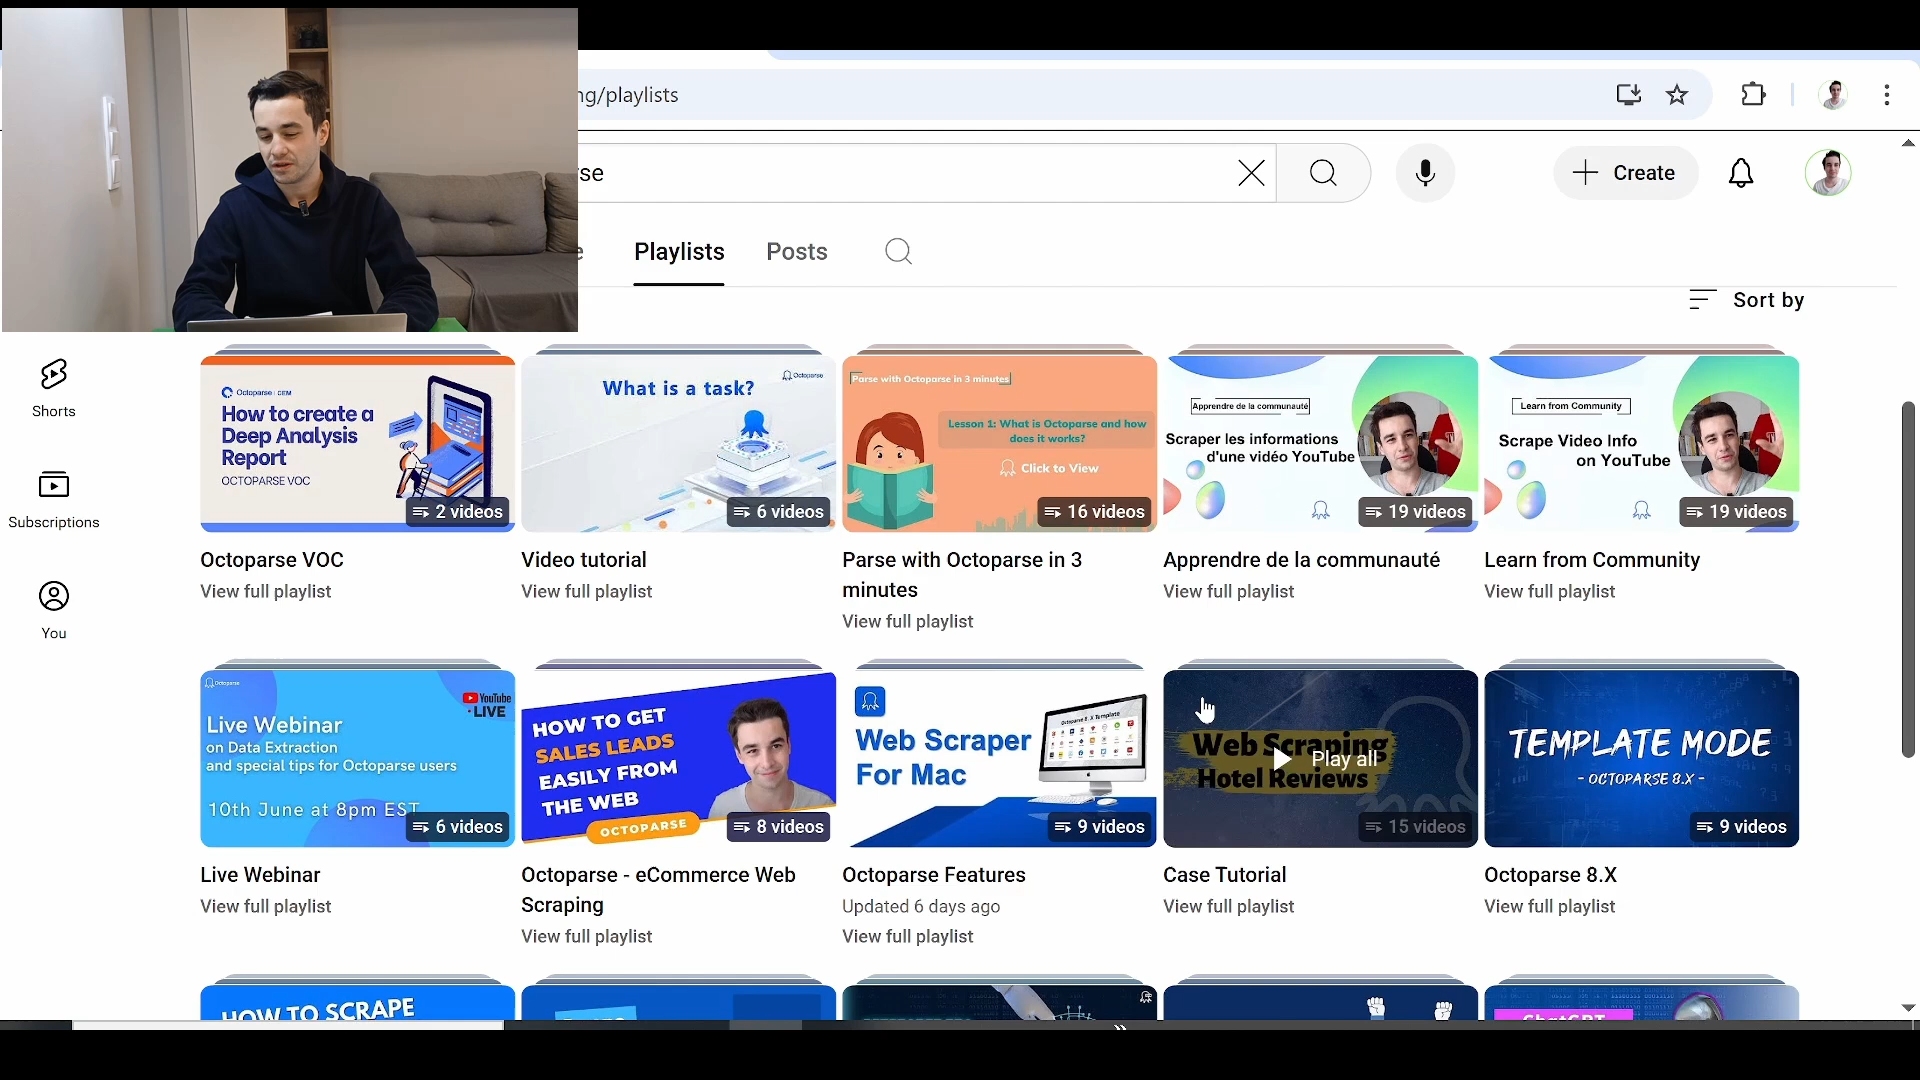 ng/playlists
se
Create
Playlists
Posts
Sort by
Shorts
Subscriptions
You
Octoparse | CEM
How to create a
Deep Analysis
Report
OCTOPARSE VOC
2 videos
Octoparse VOC
View full playlist
Octoparse
What is a task?
6 videos
Video tutorial
View full playlist
Parse with Octoparse in 3 minutes
Lesson 1: What is Octoparse and how
does it works?
Click to View
16 videos
Parse with Octoparse in 3
minutes
View full playlist
Apprendre de la communauté
Scraper les informations
d'une vidéo YouTube
19 videos
Apprendre de la communauté
View full playlist
Learn from Community
Scrape Video Info
on YouTube
19 videos
Learn from Community
View full playlist
Octoparse
YouTube
LIVE
Live Webinar
on Data Extraction
and special tips for Octoparse users
10th June at 8pm EST
6 videos
Live Webinar
View full playlist
HOW TO GET
SALES LEADS
EASILY FROM
THE WEB
OCTOPARSE
8 videos
Octoparse - eCommerce Web
Scraping
View full playlist
Octoparse 8.X Template
Web Scraper
For Mac
9 videos
Octoparse Features
Updated 6 days ago
View full playlist
Web Scraping
Hotel Reviews
Play all
15 videos
Case Tutorial
View full playlist
TEMPLATE MODE
- OCTOPARSE 8.X -
9 videos
Octoparse 8.X
View full playlist
HOW TO SCRAPE
ChatGPT